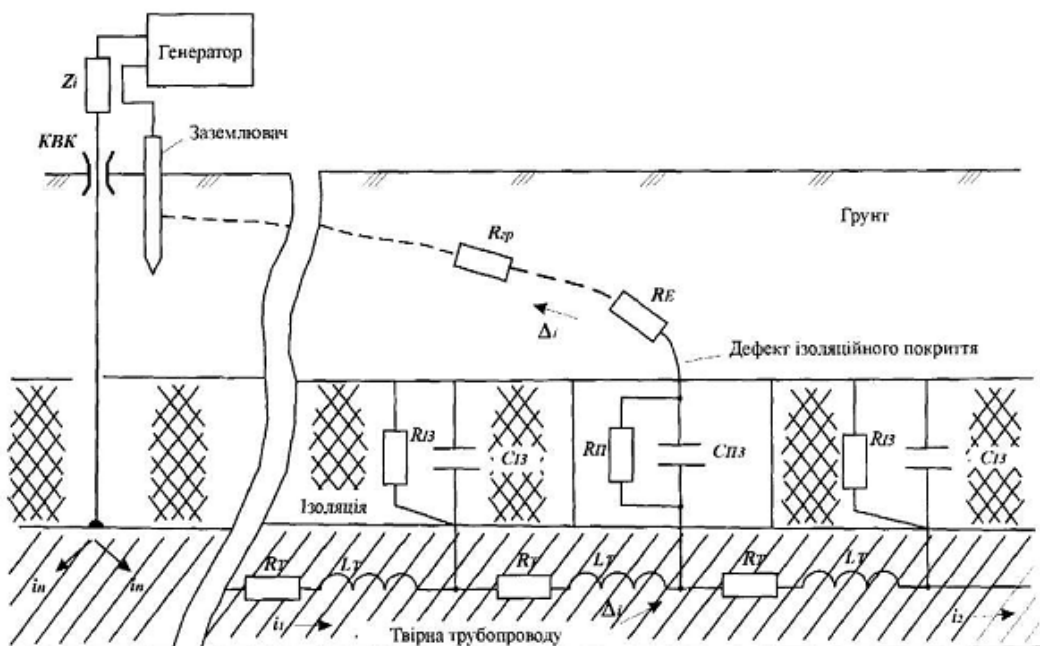 Генератор
Zi
Заземлювач
КВК
Грунт
Rгр
RE
Δi
Дефект ізоляційного покриття
RІЗ
CІЗ
RП
CПЗ
RІЗ
CІЗ
Ізоляція
RT
LT
RT
LT
RT
LT
iн
iн
i1
Δi
i2
Твірна трубопроводу